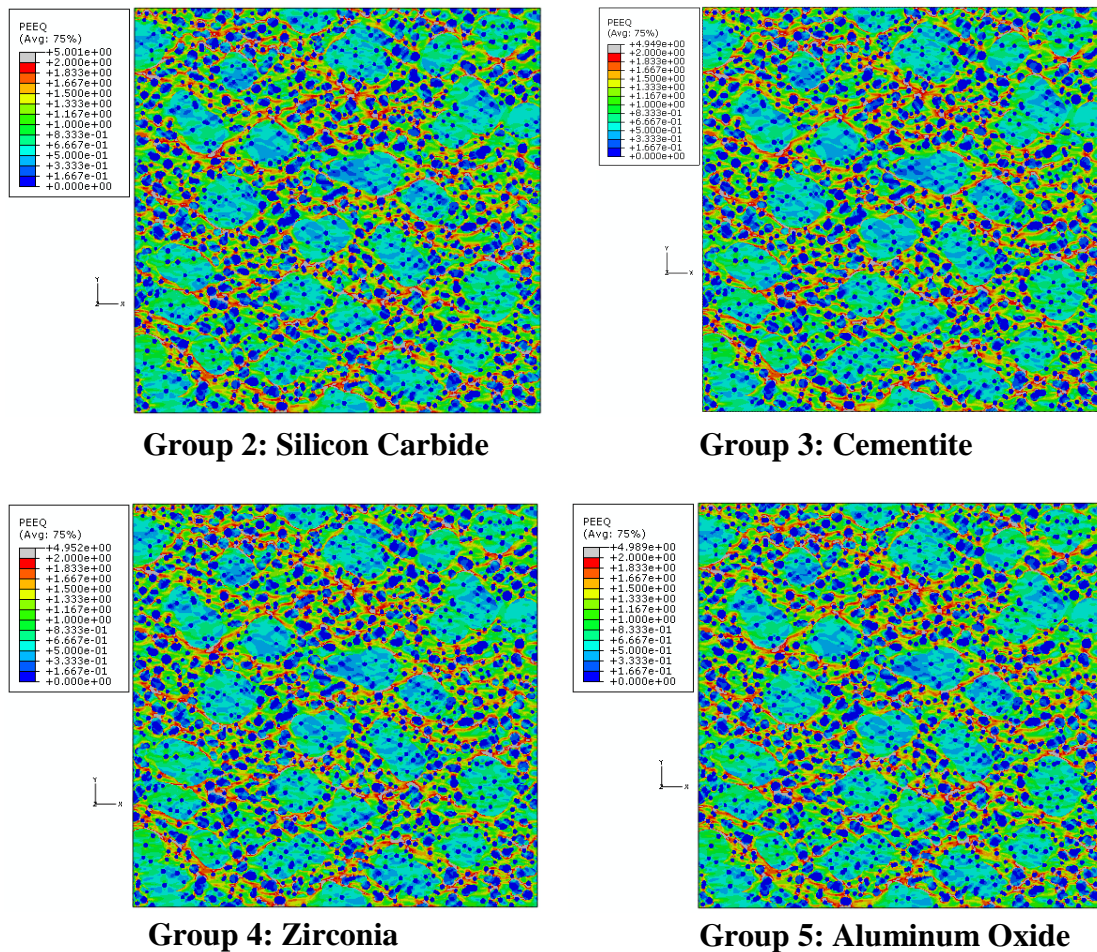 PEEQ
(Avg: 75%)
+5.001e+00
+2.000e+00
+1.833e+00
+1.667e+00
+1.500e+00
+1.333e+00
+1.167e+00
+1.000e+00
+8.333e-01
+6.667e-01
+5.000e-01
+3.333e-01
+1.667e-01
+0.000e+00
Y
Z X
Group 2: Silicon Carbide
PEEQ
(Avg: 75%)
+4.949e+00
+2.000e+00
+1.833e+00
+1.667e+00
+1.500e+00
+1.333e+00
+1.167e+00
+1.000e+00
+8.333e-01
+6.667e-01
+5.000e-01
+3.333e-01
+1.667e-01
+0.000e+00
Y
Z X
Group 3: Cementite
PEEQ
(Avg: 75%)
+4.952e+00
+2.000e+00
+1.833e+00
+1.667e+00
+1.500e+00
+1.333e+00
+1.167e+00
+1.000e+00
+8.333e-01
+6.667e-01
+5.000e-01
+3.333e-01
+1.667e-01
+0.000e+00
Y
Z X
Group 4: Zirconia
PEEQ
(Avg: 75%)
+4.989e+00
+2.000e+00
+1.833e+00
+1.667e+00
+1.500e+00
+1.333e+00
+1.167e+00
+1.000e+00
+8.333e-01
+6.667e-01
+5.000e-01
+3.333e-01
+1.667e-01
+0.000e+00
Y
Z X
Group 5: Aluminum Oxide